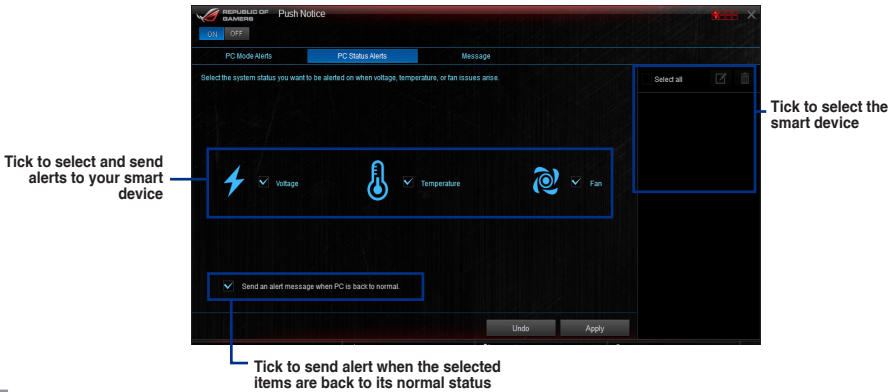 REPUBLIC OF GAMERS Push Notice
ON OFF
PC Mode Alerts PC Status Alerts Message
Select the system status you want to be alerted on when voltage, temperature, or fan issues arise.
Select all
Tick to select the
smart device
Tick to select and send
alerts to your smart
device
Voltage Temperature Fan
Send an alert message when PC is back to normal.
Undo Apply
Tick to send alert when the selected
items are back to its normal status